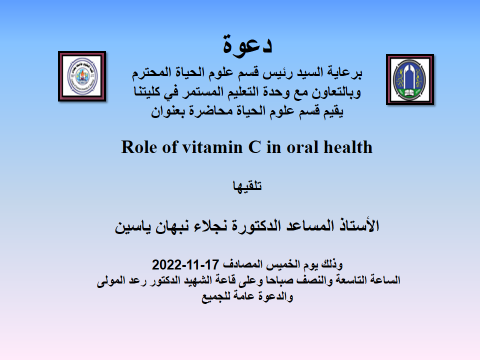 دعوة
برعاية السيد رئيس قسم علوم الحياة المحترم
وبالتعاون مع وحدة التعليم المستمر في كليتنا
يقيم قسم علوم الحياة محاضرة بعنوان
Role of vitamin C in oral health
تلقيها
الأستاذ المساعد الدكتورة نجلاء نبهان ياسين
وذلك يوم الخميس المصادف 17-11-2022
الساعة التاسعة والنصف صباحا وعلى قاعة الشهيد الدكتور رعد المولى
والدعوة عامة للجميع